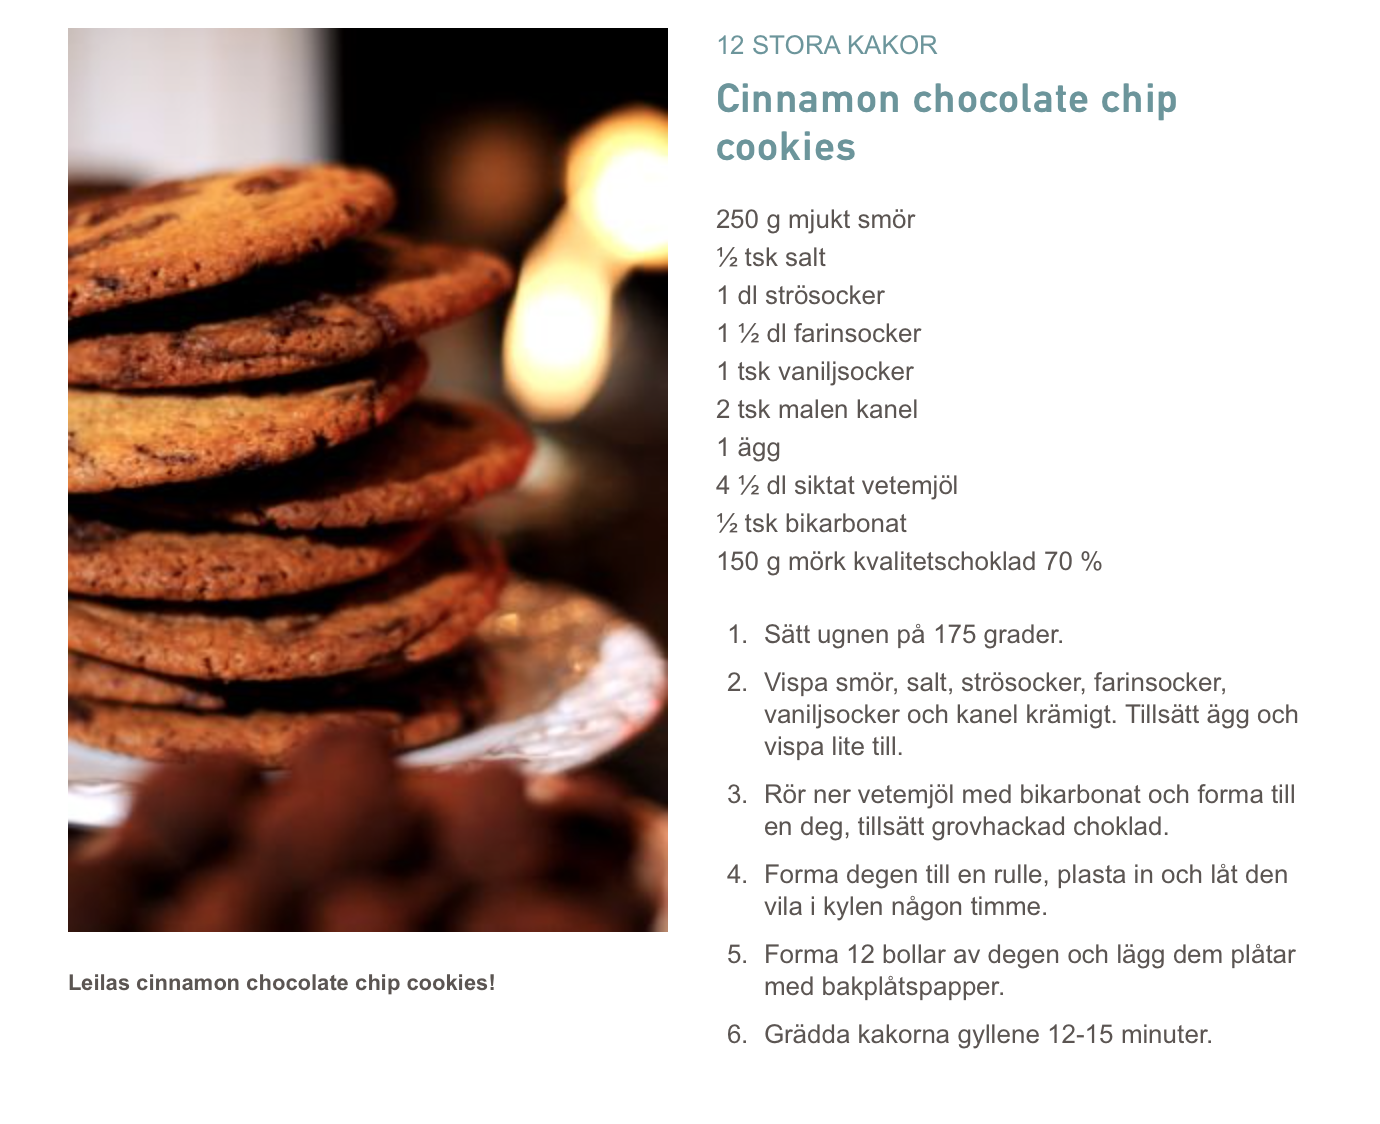 12 STORA KAKOR
Cinnamon chocolate chip
cookies
250 g mjukt smör
½ tsk salt
1 dl strösocker
1 ½ dl farinsocker
1 tsk vaniljsocker
2 tsk malen kanel
1 ägg
4 ½ dl siktat vetemjöl
½ tsk bikarbonat
150 g mörk kvalitetschoklad 70 %
1. Sätt ugnen på 175 grader.
2. Vispa smör, salt, strösocker, farinsocker,
vaniljsocker och kanel krämigt. Tillsätt ägg och
vispa lite till.
3. Rör ner vetemjöl med bikarbonat och forma till
en deg, tillsätt grovhackad choklad.
4. Forma degen till en rulle, plasta in och låt den
vila i kylen någon timme.
5. Forma 12 bollar av degen och lägg dem plåtar
med bakplåtspapper.
6. Grädda kakorna gyllene 12-15 minuter.
Leilas cinnamon chocolate chip cookies!